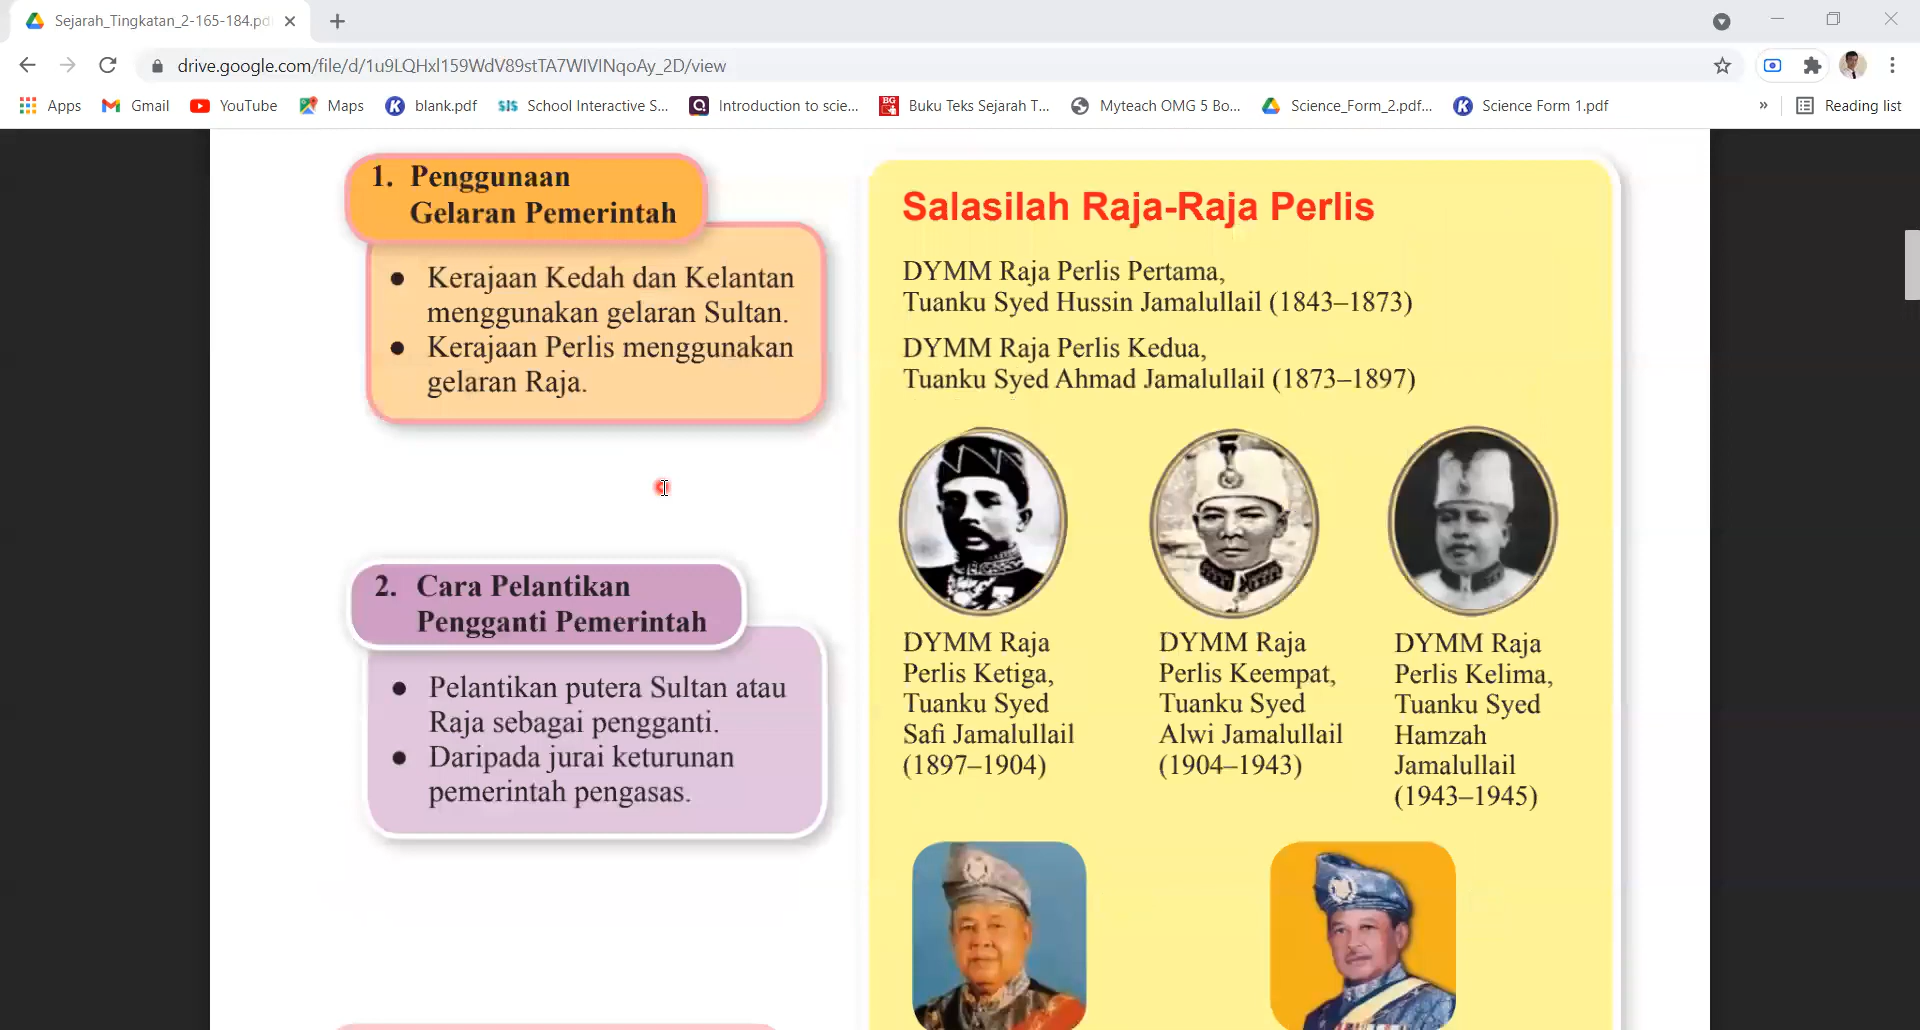 Sejarah_Tingkatan_2-165-184.pd
drive.google.com/file/d/1u9LQHxl159WdV89stTA7WlVlNqoAy_2D/view
Apps
Gmail
YouTube
Maps
blank.pdf
SIS School Interactive S...
Introduction to scie...
BG Buku Teks Sejarah T...
Myteach OMG 5 Bo...
Science_Form_2.pdf...
Science Form 1.pdf
»
Reading list
1. Penggunaan
Gelaran Pemerintah
● Kerajaan Kedah dan Kelantan
menggunakan gelaran Sultan.
● Kerajaan Perlis menggunakan
gelaran Raja.
2. Cara Pelantikan
Pengganti Pemerintah
● Pelantikan putera Sultan atau
Raja sebagai pengganti.
● Daripada jurai keturunan
pemerintah pengasas.
Salasilah Raja-Raja Perlis
DYMM Raja Perlis Pertama,
Tuanku Syed Hussin Jamalullail (1843–1873)
DYMM Raja Perlis Kedua,
Tuanku Syed Ahmad Jamalullail (1873–1897)
DYMM Raja
Perlis Ketiga,
Tuanku Syed
Safi Jamalullail
(1897–1904)
DYMM Raja
Perlis Keempat,
Tuanku Syed
Alwi Jamalullail
(1904–1943)
DYMM Raja
Perlis Kelima,
Tuanku Syed
Hamzah
Jamalullail
(1943–1945)